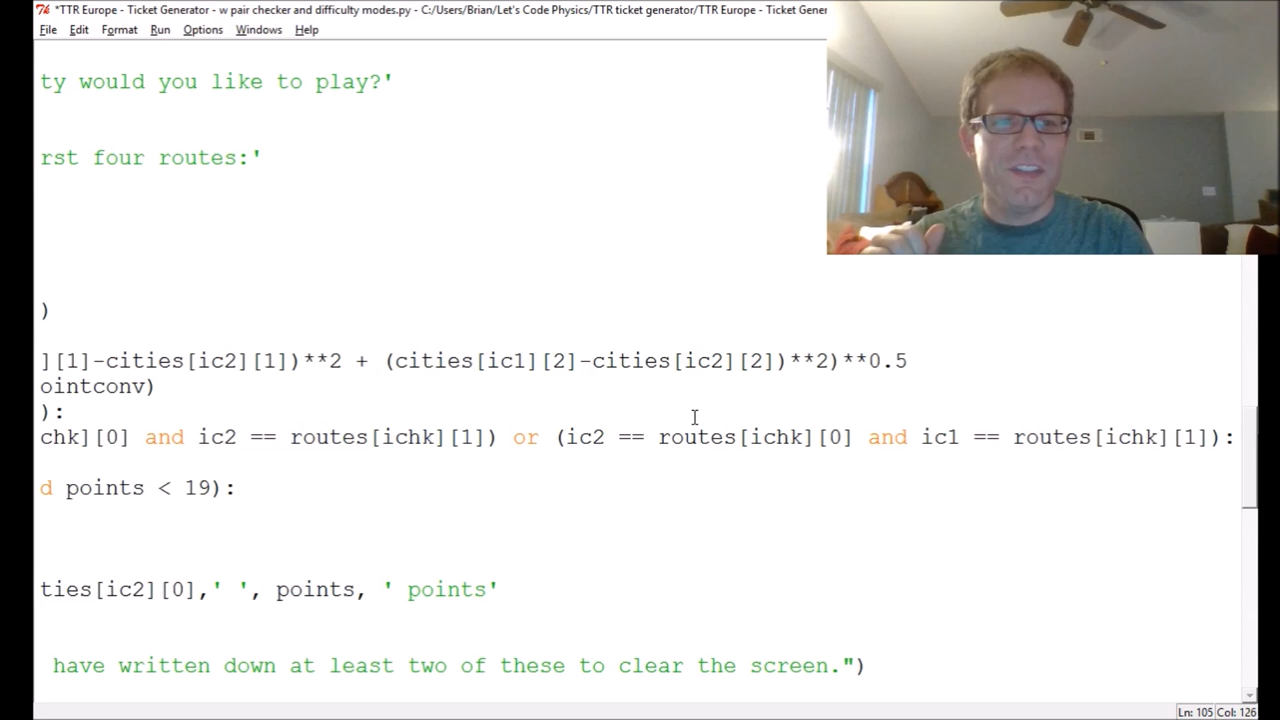 *TTR Europe - Ticket Generator - w pair checker and difficulty modes.py - C:/Users/Brian/Let's Code Physics/TTR ticket generator/TTR Europe - Ticket Gener
File Edit Format Run Options Windows Help
ty would you like to play?'
rst four routes:'
)
][1]-cities[ic2][1])**2 + (cities[ic1][2]-cities[ic2][2])**2)**0.5
ointconv)
):
chk][0] and ic2 == routes[ichk][1]) or (ic2 == routes[ichk][0] and ic1 == routes[ichk][1]):
d points < 19):
ties[ic2][0],' ', points, ' points'
have written down at least two of these to clear the screen.")
Ln: 105 Col: 126